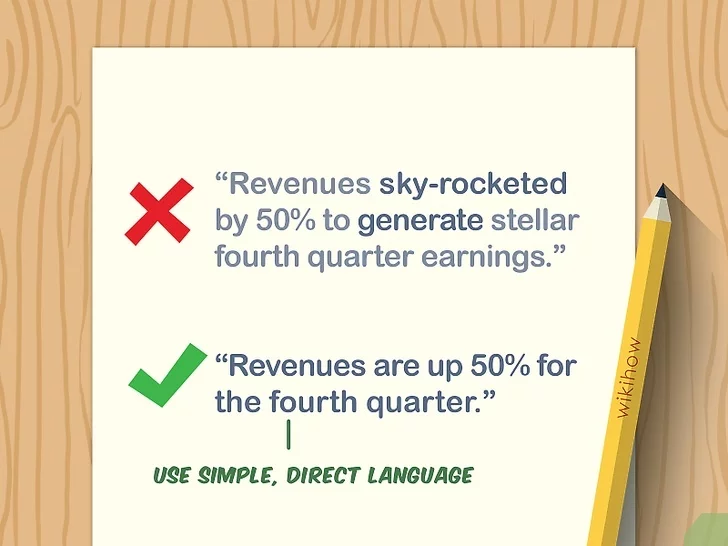 “Revenues sky-rocketed
by 50% to generate stellar
fourth quarter earnings.”
“Revenues are up 50% for
the fourth quarter.”
USE SIMPLE, DIRECT LANGUAGE
wikihow